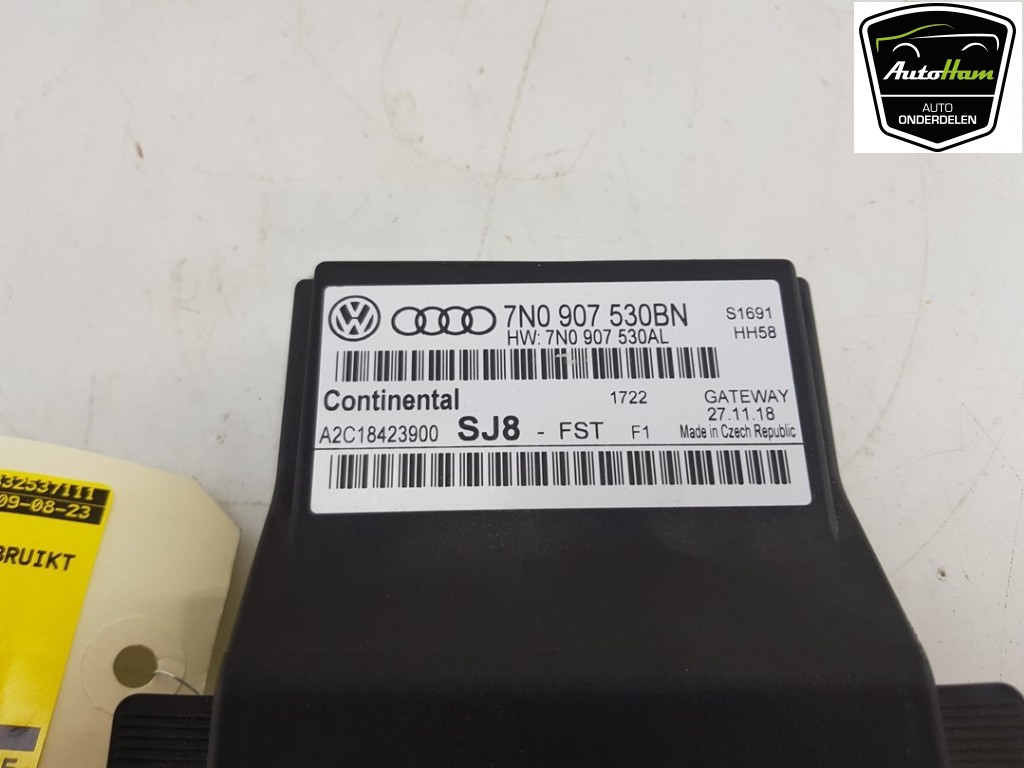 AutoHam
AUTO
ONDERDELEN
7N0 907 530BN
S1691
HW: 7N0 907 530AL
HH58
Continental
1722
GATEWAY
27.11.18
A2C18423900 SJ8 - FST F1 Made in Czech Republic
32537111
09-08-23
BRUIKT